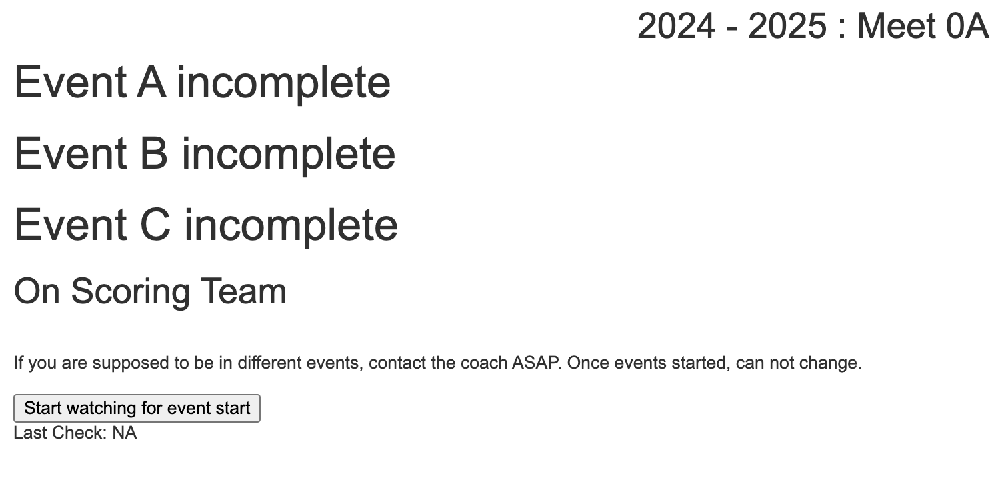 2024 - 2025 : Meet 0A
Event A incomplete
Event B incomplete
Event C incomplete
On Scoring Team
If you are supposed to be in different events, contact the coach ASAP. Once events started, can not change.
Start watching for event start
Last Check: NA